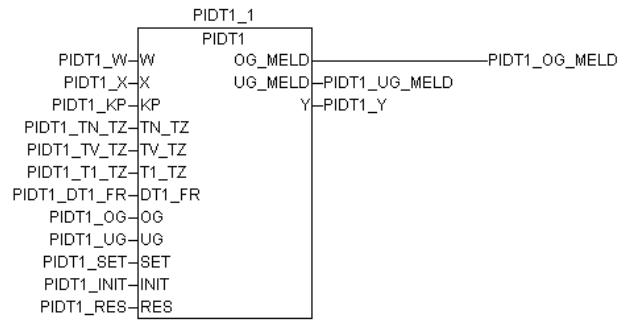 PIDT1_1
PIDT1
PIDT1_W W OG_MELD PIDT1_OG_MELD
PIDT1_X X UG_MELD PIDT1_UG_MELD
PIDT1_KP KP Y PIDT1_Y
PIDT1_TN_TZ TN_TZ
PIDT1_TV_TZ TV_TZ
PIDT1_T1_TZ T1_TZ
PIDT1_DT1_FR DT1_FR
PIDT1_OG OG
PIDT1_UG UG
PIDT1_SET SET
PIDT1_INIT INIT
PIDT1_RES RES